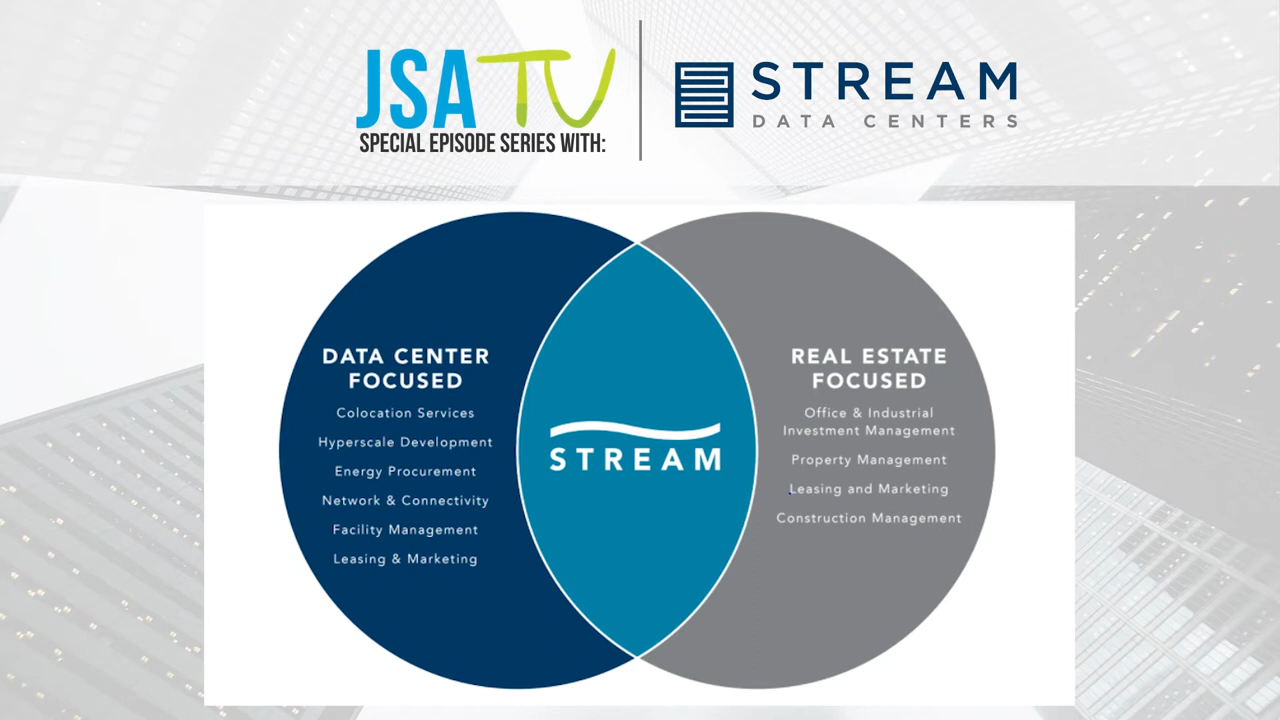 JSA TV
SPECIAL EPISODE SERIES WITH:
STREAM
DATA CENTERS
DATA CENTER
FOCUSED
Colocation Services
Hyperscale Development
Energy Procurement
Network & Connectivity
Facility Management
Leasing & Marketing
STREAM
REAL ESTATE
FOCUSED
Office & Industrial
Investment Management
Property Management
Leasing and Marketing
Construction Management